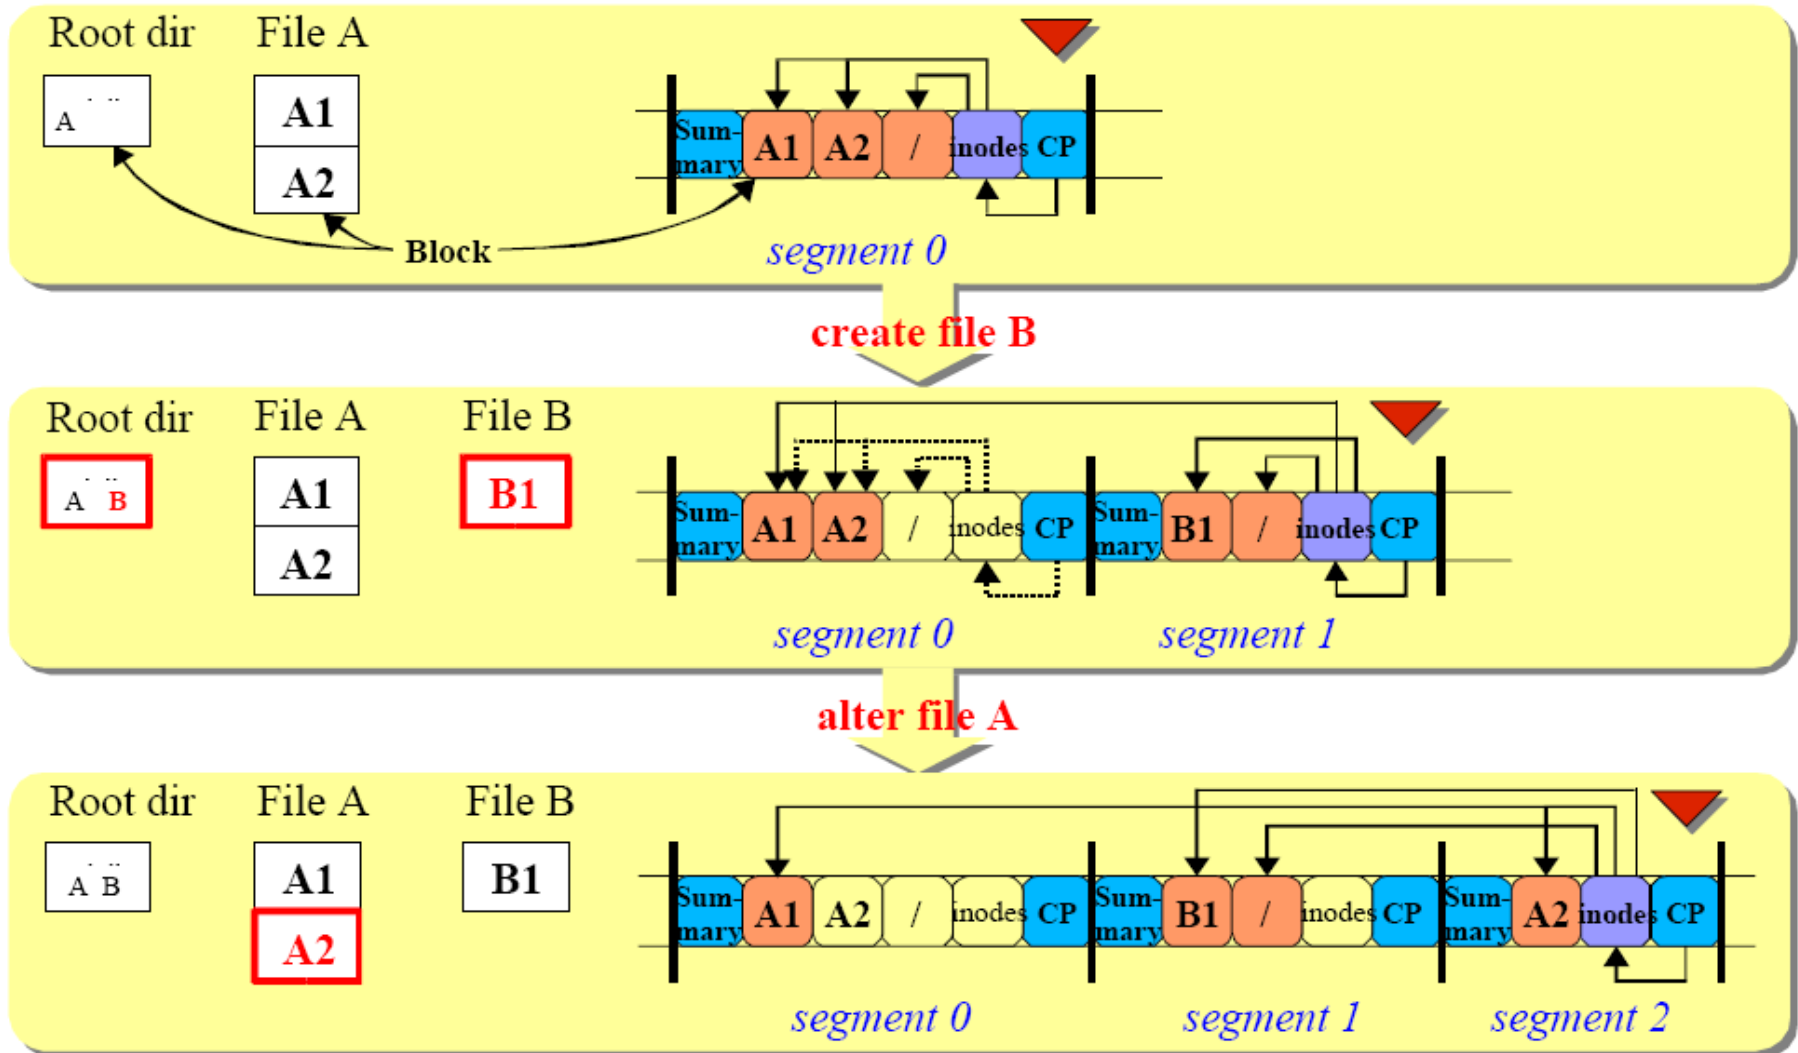 Root dir File A
. ..
A
A1
A2
Sum-
mary A1 A2 / inodes CP
Block
segment 0
create file B
Root dir File A File B
. ..
A B
A1
A2
B1
Sum-
mary A1 A2 / inodes CP Sum-
mary B1 / inodes CP
segment 0 segment 1
alter file A
Root dir File A File B
. ..
A B
A1
A2
B1
Sum-
mary A1 A2 / inodes CP Sum-
mary B1 / inodes CP Sum-
mary A2 inodes CP
segment 0 segment 1 segment 2